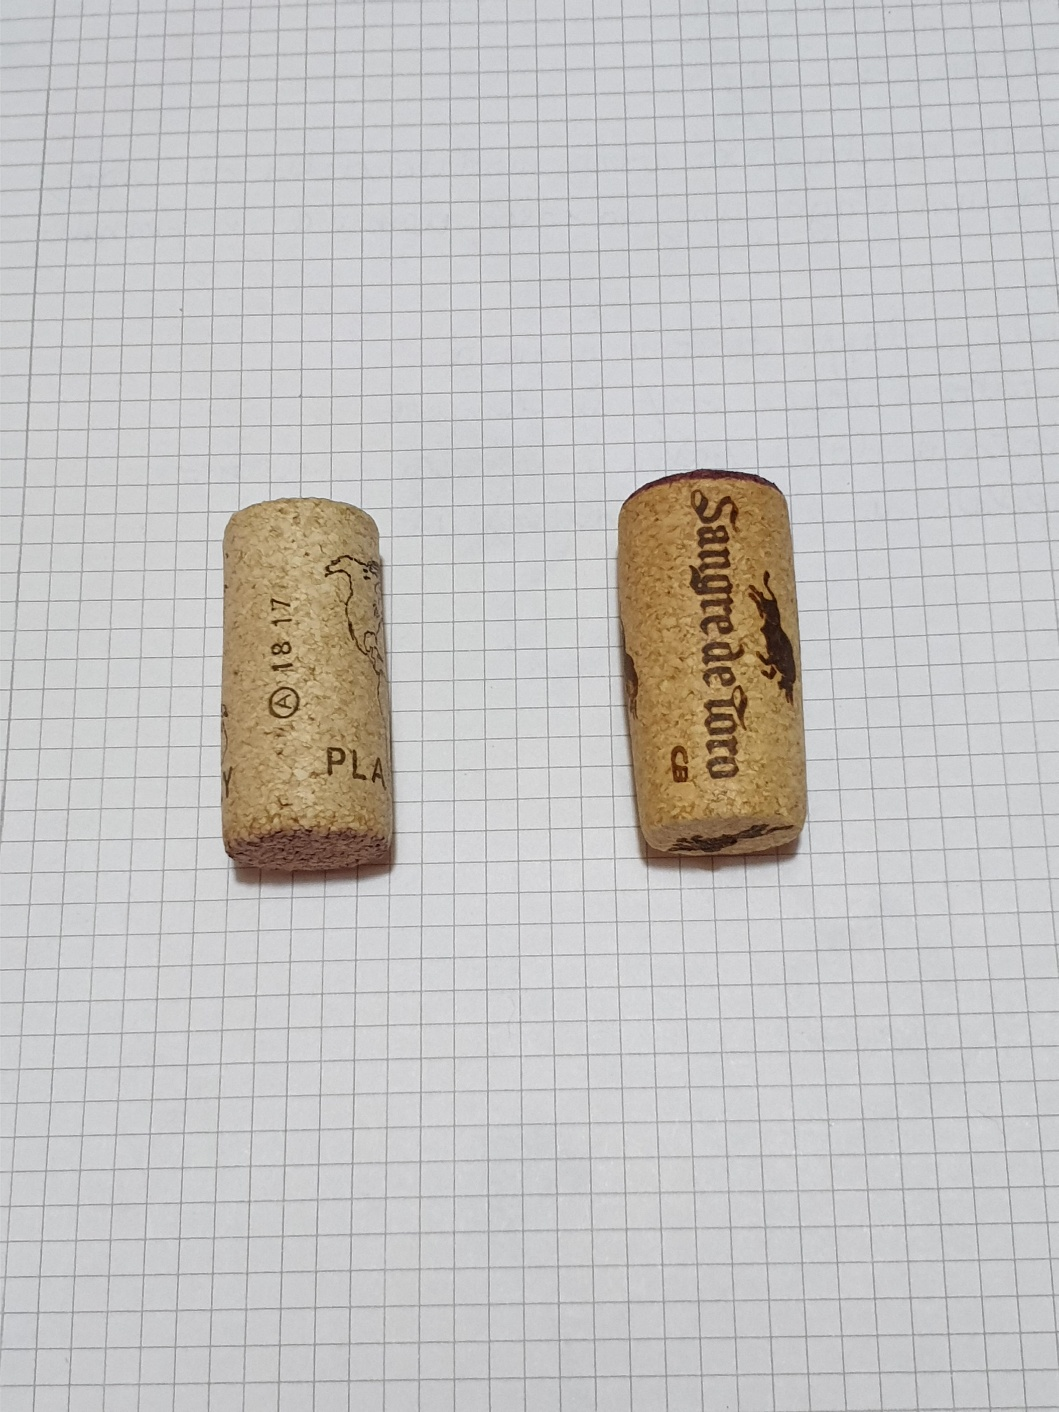 Ⓐ 18 17
PLA
Y
Sangre de Toro
CB